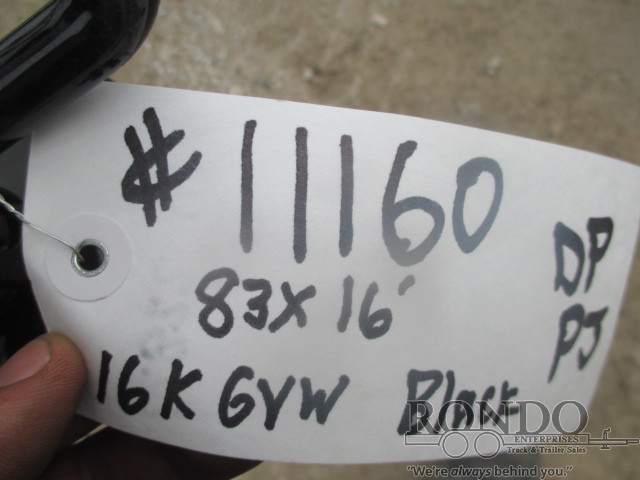 #11160
83x16'
16K GVW Black
DP
PJ
RONDO
ENTERPRISES
Truck & Trailer Sales
"We're always behind you."